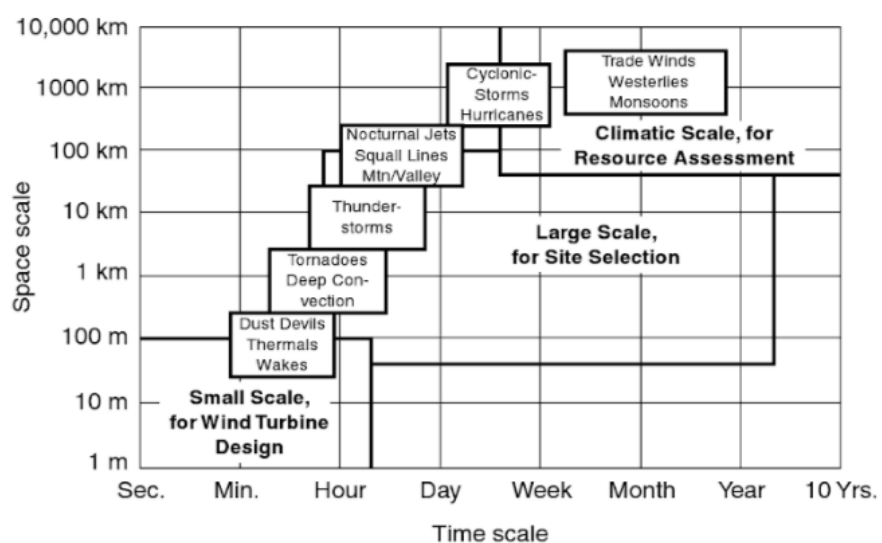 10,000 km
1000 km
100 km
10 km
1 km
100 m
10 m
1 m
Space scale
Cyclonic-
Storms
Hurricanes
Trade Winds
Westerlies
Monsoons
Climatic Scale, for
Resource Assessment
Nocturnal Jets
Squall Lines
Mtn/Valley
Thunder-
storms
Large Scale,
for Site Selection
Tornadoes
Deep Con-
vection
Dust Devils
Thermals
Wakes
Small Scale,
for Wind Turbine
Design
Sec. Min. Hour Day Week Month Year 10 Yrs.
Time scale